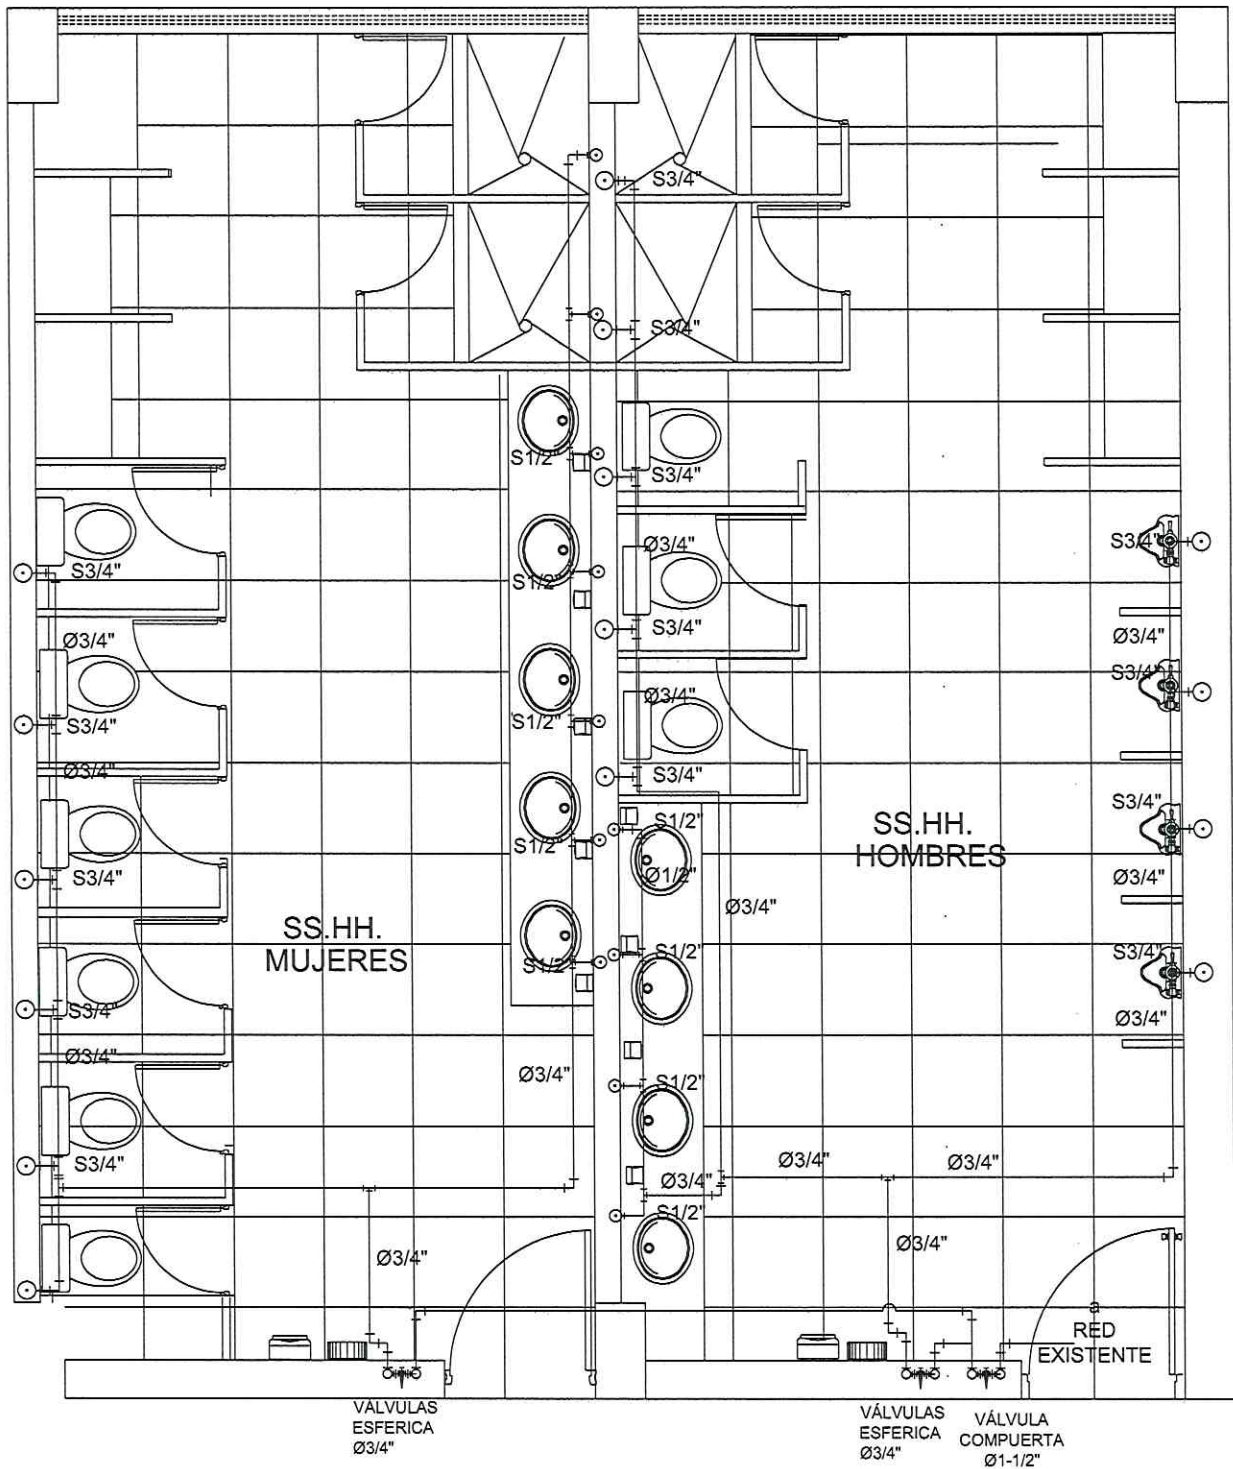 S3/4"
S3/4"
S1/2"
S3/4"
S3/4"
Ø3/4"
S3/4"
S1/2"
S3/4"
Ø3/4"
S3/4"
Ø3/4"
S3/4"
Ø3/4"
S3/4"
S1/2"
S3/4"
Ø3/4"
S3/4"
S1/2"
S1/2"
SS.HH.
HOMBRES
S3/4"
Ø1/2"
Ø3/4"
Ø3/4"
SS.HH.
MUJERES
S1/2"
S1/2"
S3/4"
S3/4"
Ø3/4"
Ø3/4"
Ø3/4"
S1/2"
S3/4"
Ø3/4"
Ø3/4"
Ø3/4"
S1/2"
Ø3/4"
Ø3/4"
RED
EXISTENTE
VÁLVULAS
ESFERICA
Ø3/4"
VÁLVULAS
ESFERICA
Ø3/4"
VÁLVULA
COMPUERTA
Ø1-1/2"